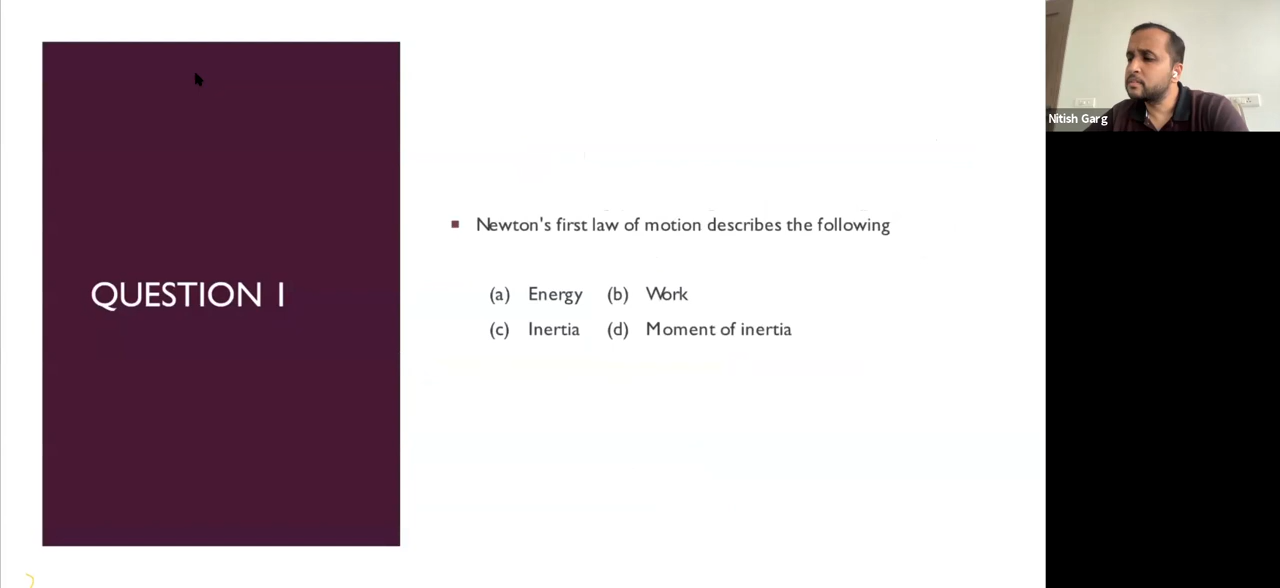 QUESTION 1
Newton's first law of motion describes the following
(a) Energy (b) Work
(c) Inertia (d) Moment of inertia
Nitish Garg